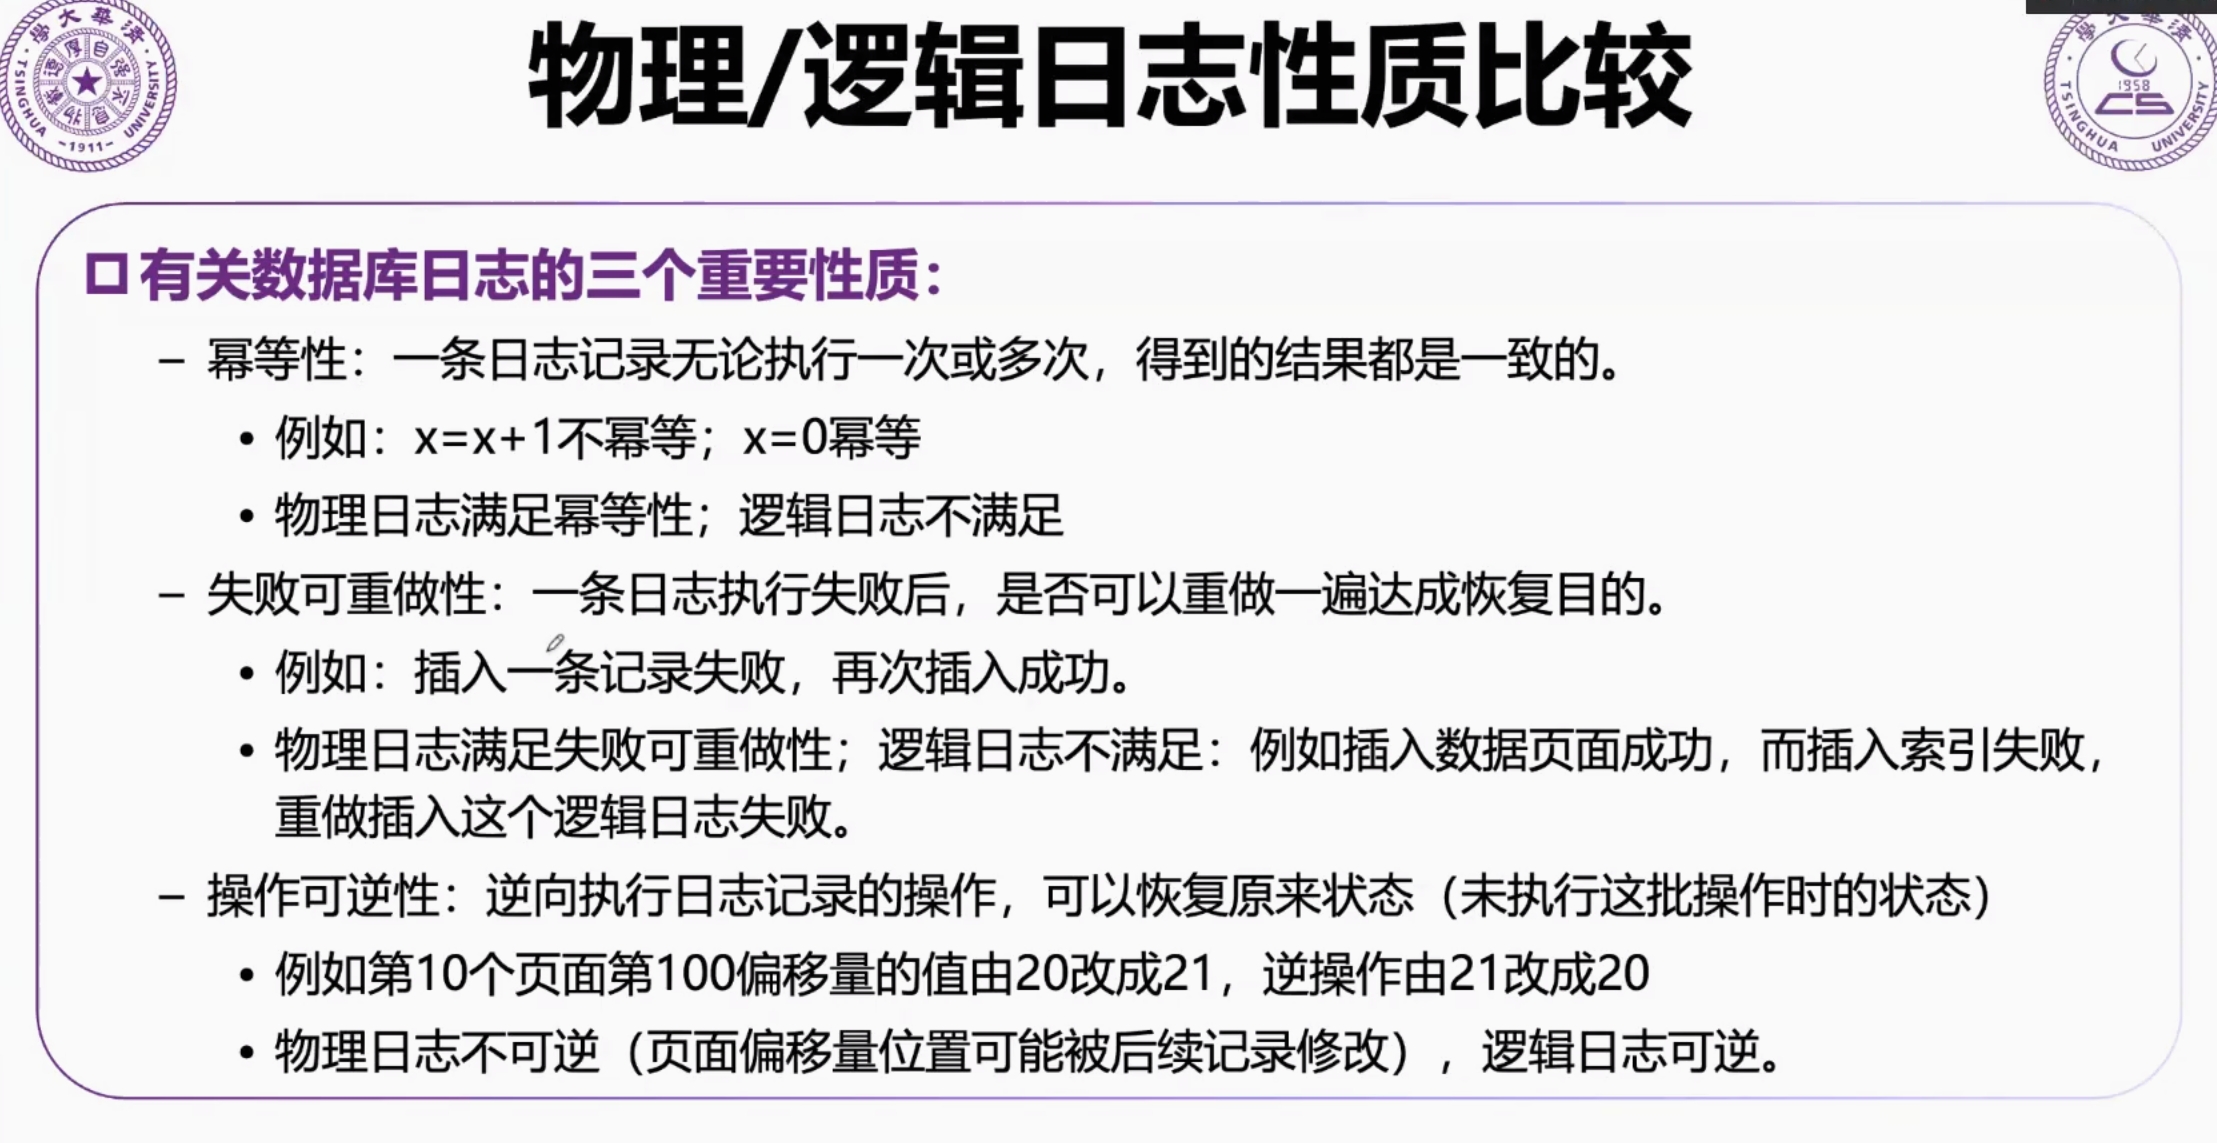 物理/逻辑日志性质比较
有关数据库日志的三个重要性质：
– 幂等性：一条日志记录无论执行一次或多次，得到的结果都是一致的。
• 例如：x=x+1不幂等；x=0幂等
• 物理日志满足幂等性；逻辑日志不满足
– 失败可重做性：一条日志执行失败后，是否可以重做一遍达成恢复目的。
• 例如：插入一条记录失败，再次插入成功。
• 物理日志满足失败可重做性；逻辑日志不满足：例如插入数据页面成功，而插入索引失败，
重做插入这个逻辑日志失败。
– 操作可逆性：逆向执行日志记录的操作，可以恢复原来状态（未执行这批操作时的状态）
• 例如第10个页面第100偏移量的值由20改成21，逆操作由21改成20
• 物理日志不可逆（页面偏移量位置可能被后续记录修改），逻辑日志可逆。
TSINGHUA UNIVERSITY
–1911–
1958
TSINGHUA UNIVERSITY